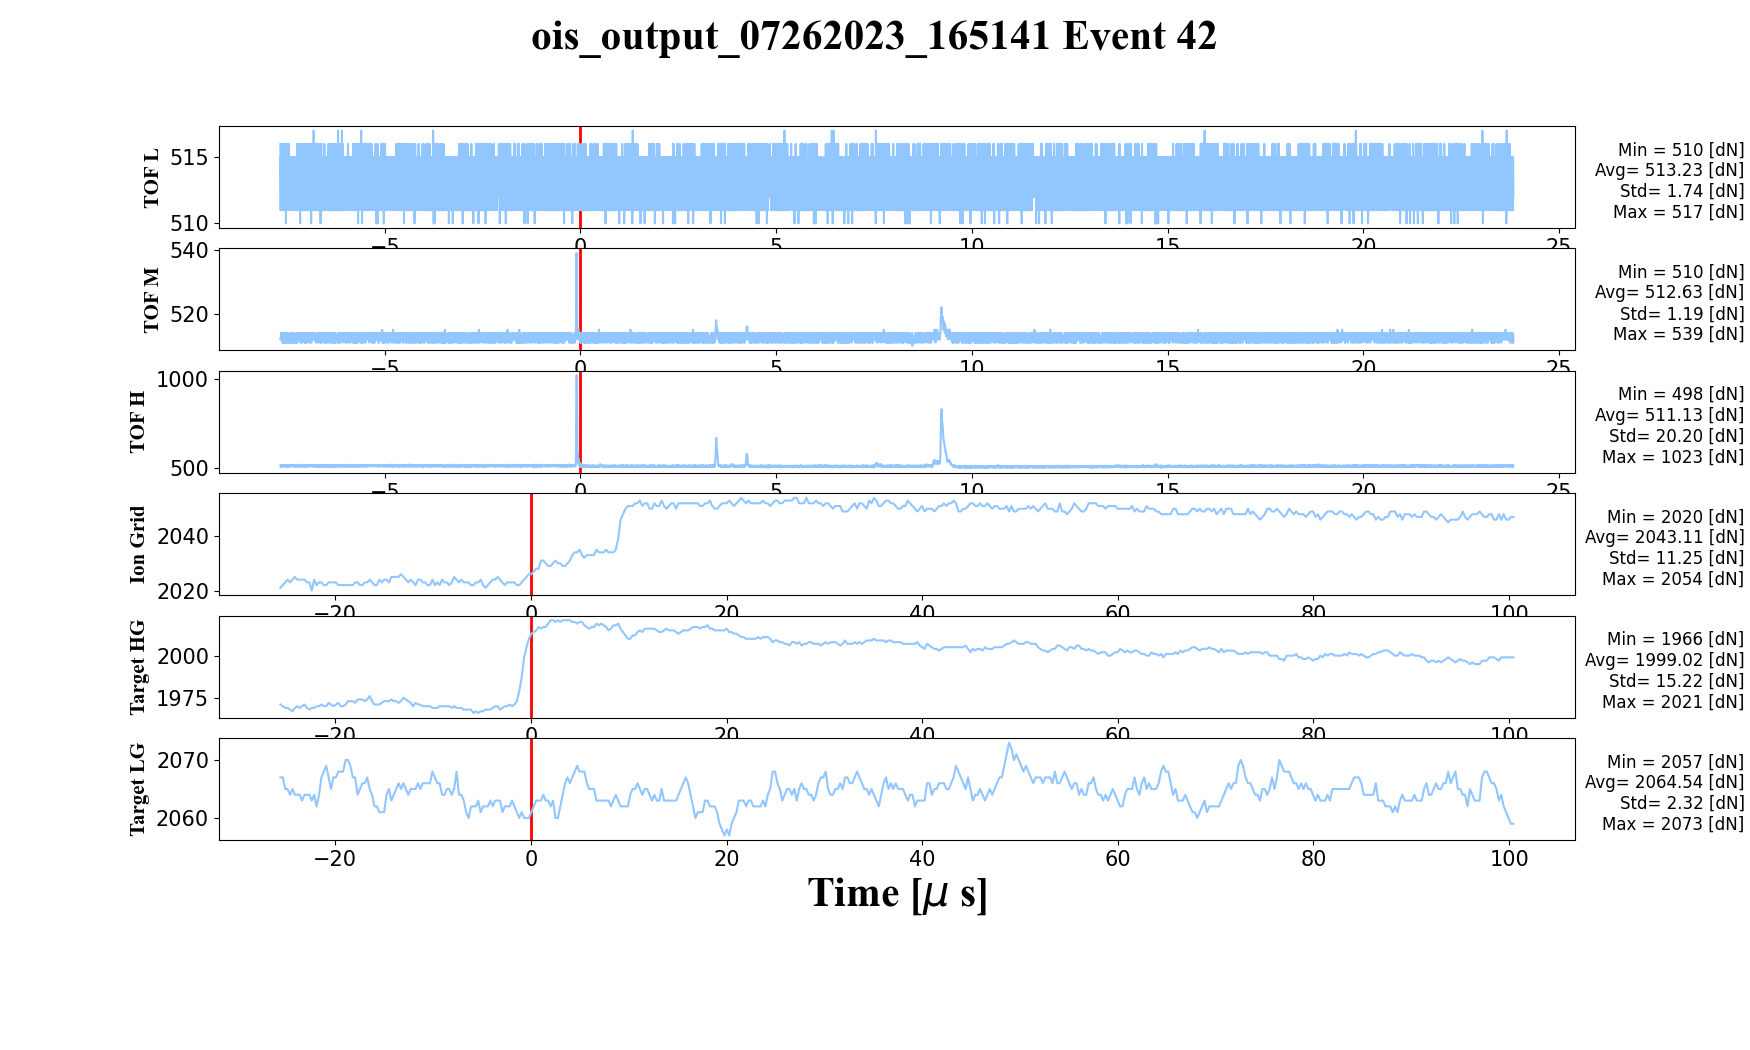 ois_output_07262023_165141 Event 42
TOF L
515
510
−5 0 5 10 15 20 25
Min = 510 [dN]
Avg= 513.23 [dN]
Std= 1.74 [dN]
Max = 517 [dN]
TOF M
540
520
−5 0 5 10 15 20 25
Min = 510 [dN]
Avg= 512.63 [dN]
Std= 1.19 [dN]
Max = 539 [dN]
TOF H
1000
500
−5 0 5 10 15 20 25
Min = 498 [dN]
Avg= 511.13 [dN]
Std= 20.20 [dN]
Max = 1023 [dN]
Ion Grid
2040
2020
−20 0 20 40 60 80 100
Min = 2020 [dN]
Avg= 2043.11 [dN]
Std= 11.25 [dN]
Max = 2054 [dN]
Target HG
2000
1975
−20 0 20 40 60 80 100
Min = 1966 [dN]
Avg= 1999.02 [dN]
Std= 15.22 [dN]
Max = 2021 [dN]
Target LG
2070
2060
−20 0 20 40 60 80 100
Min = 2057 [dN]
Avg= 2064.54 [dN]
Std= 2.32 [dN]
Max = 2073 [dN]
Time [μ s]